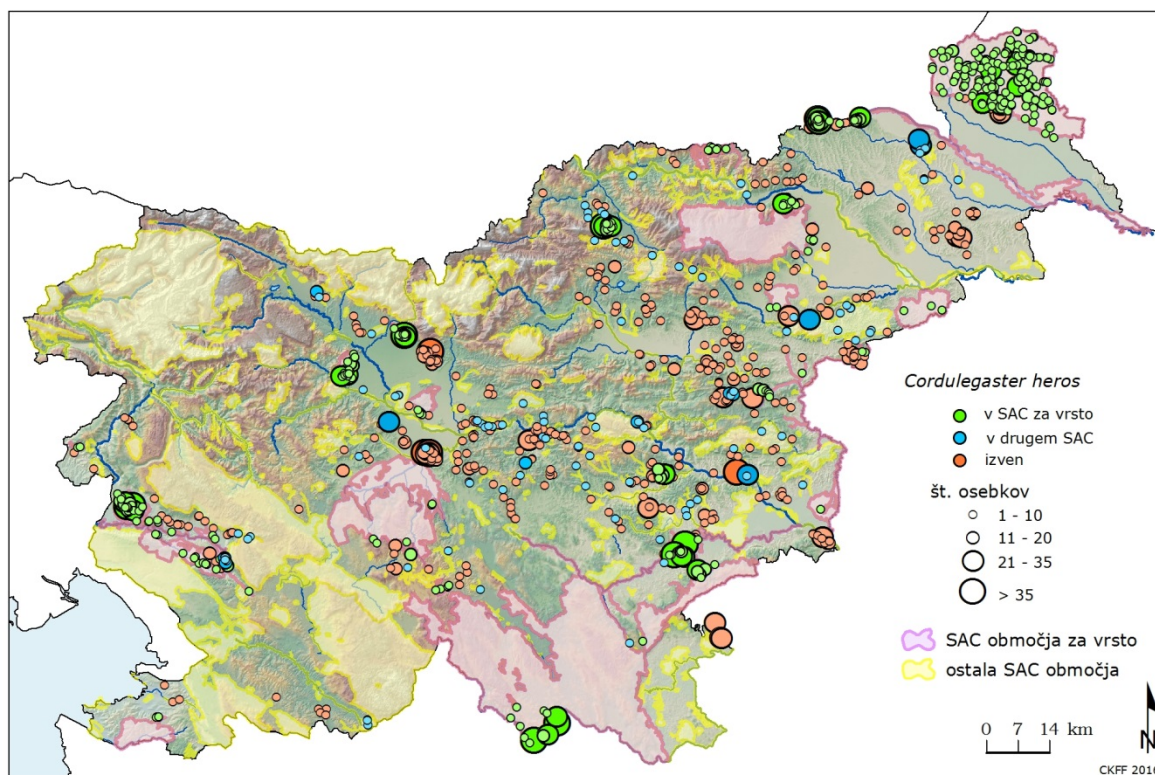 Cordulegaster heros
v SAC za vrsto
v drugem SAC
izven
št. osebkov
1 - 10
11 - 20
21 - 35
> 35
SAC območja za vrsto
ostala SAC območja
0 7 14 km
N
CKFF 2016